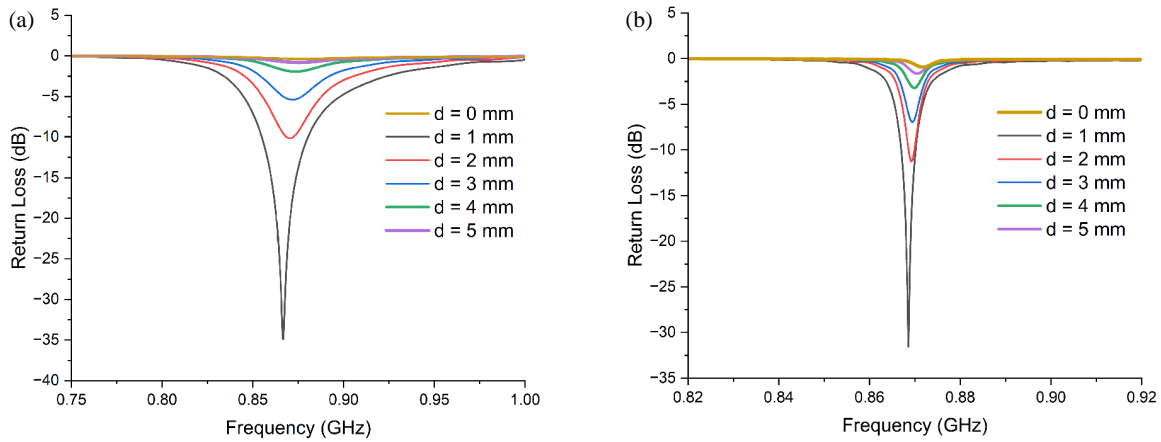 (a)
5
0
−5
−10
−15
−20
−25
−30
−35
−40
Return Loss (dB)
d = 0 mm
d = 1 mm
d = 2 mm
d = 3 mm
d = 4 mm
d = 5 mm
0.75 0.80 0.85 0.90 0.95 1.00
Frequency (GHz)
(b)
5
0
−5
−10
−15
−20
−25
−30
−35
Return Loss (dB)
d = 0 mm
d = 1 mm
d = 2 mm
d = 3 mm
d = 4 mm
d = 5 mm
0.82 0.84 0.86 0.88 0.90 0.92
Frequency (GHz)